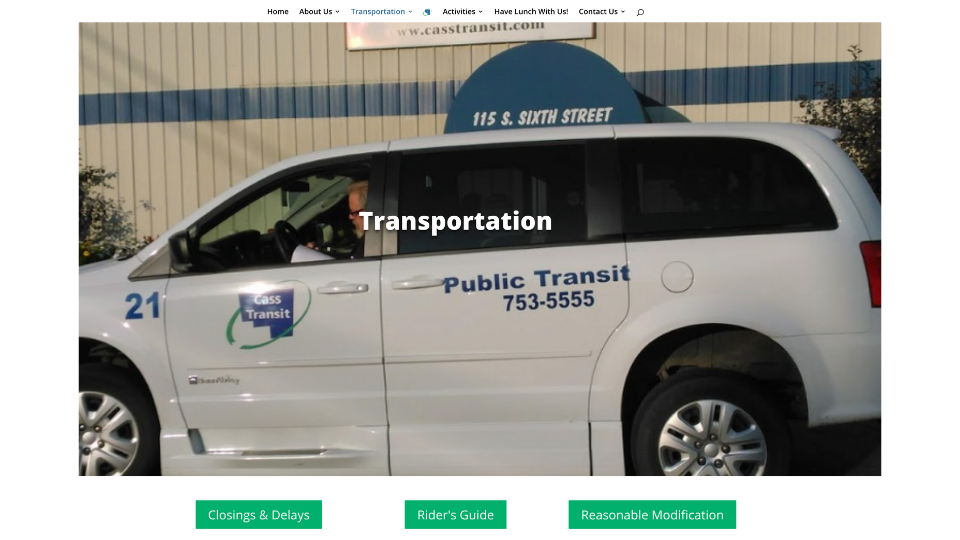 Home About Us Transportation Activities Have Lunch With Us! Contact Us
www.casstransit.com
115 S. SIXTH STREET
Transportation
Public Transit
753-5555
21
Cass
Transit
BraunAbility
Closings & Delays Rider's Guide Reasonable Modification